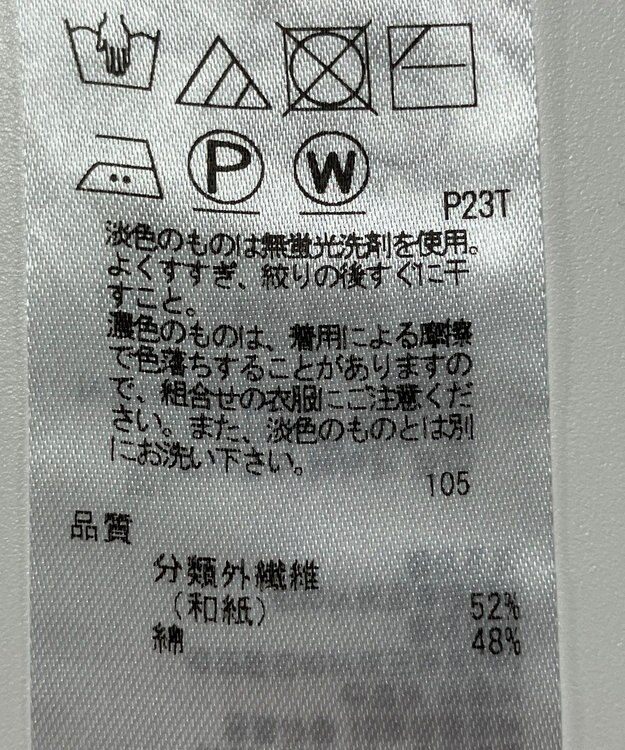 P W
P23T
淡色のものは無蛍光洗剤を使用。
よくすすぎ、絞りの後すぐに干
すこと。
濃色のものは、着用による摩擦
で色落ちすることがありますの
で、組合せの衣服にご注意くだ
さい。また、淡色のものとは別
にお洗い下さい。
105
品質
分類外繊維
（和紙） 52%
綿 48%